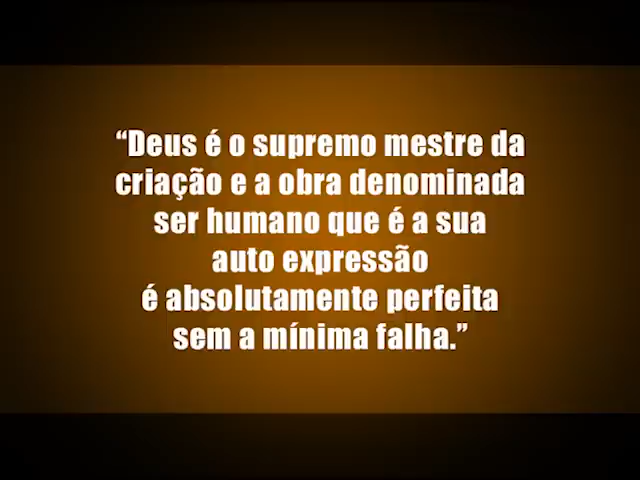 “Deus é o supremo mestre da
criação e a obra denominada
ser humano que é a sua
auto expressão
é absolutamente perfeita
sem a mínima falha.”